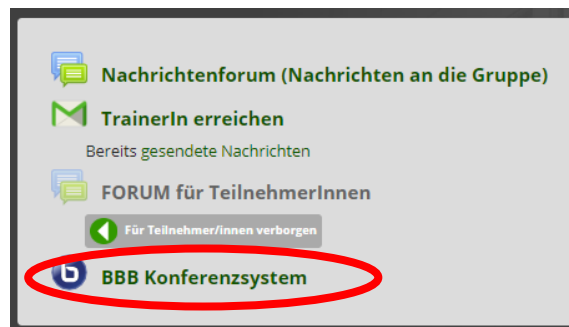 Nachrichtenforum (Nachrichten an die Gruppe)
TrainerIn erreichen
Bereits gesendete Nachrichten
FORUM für TeilnehmerInnen
Für Teilnehmer/innen verborgen
b BBB Konferenzsystem